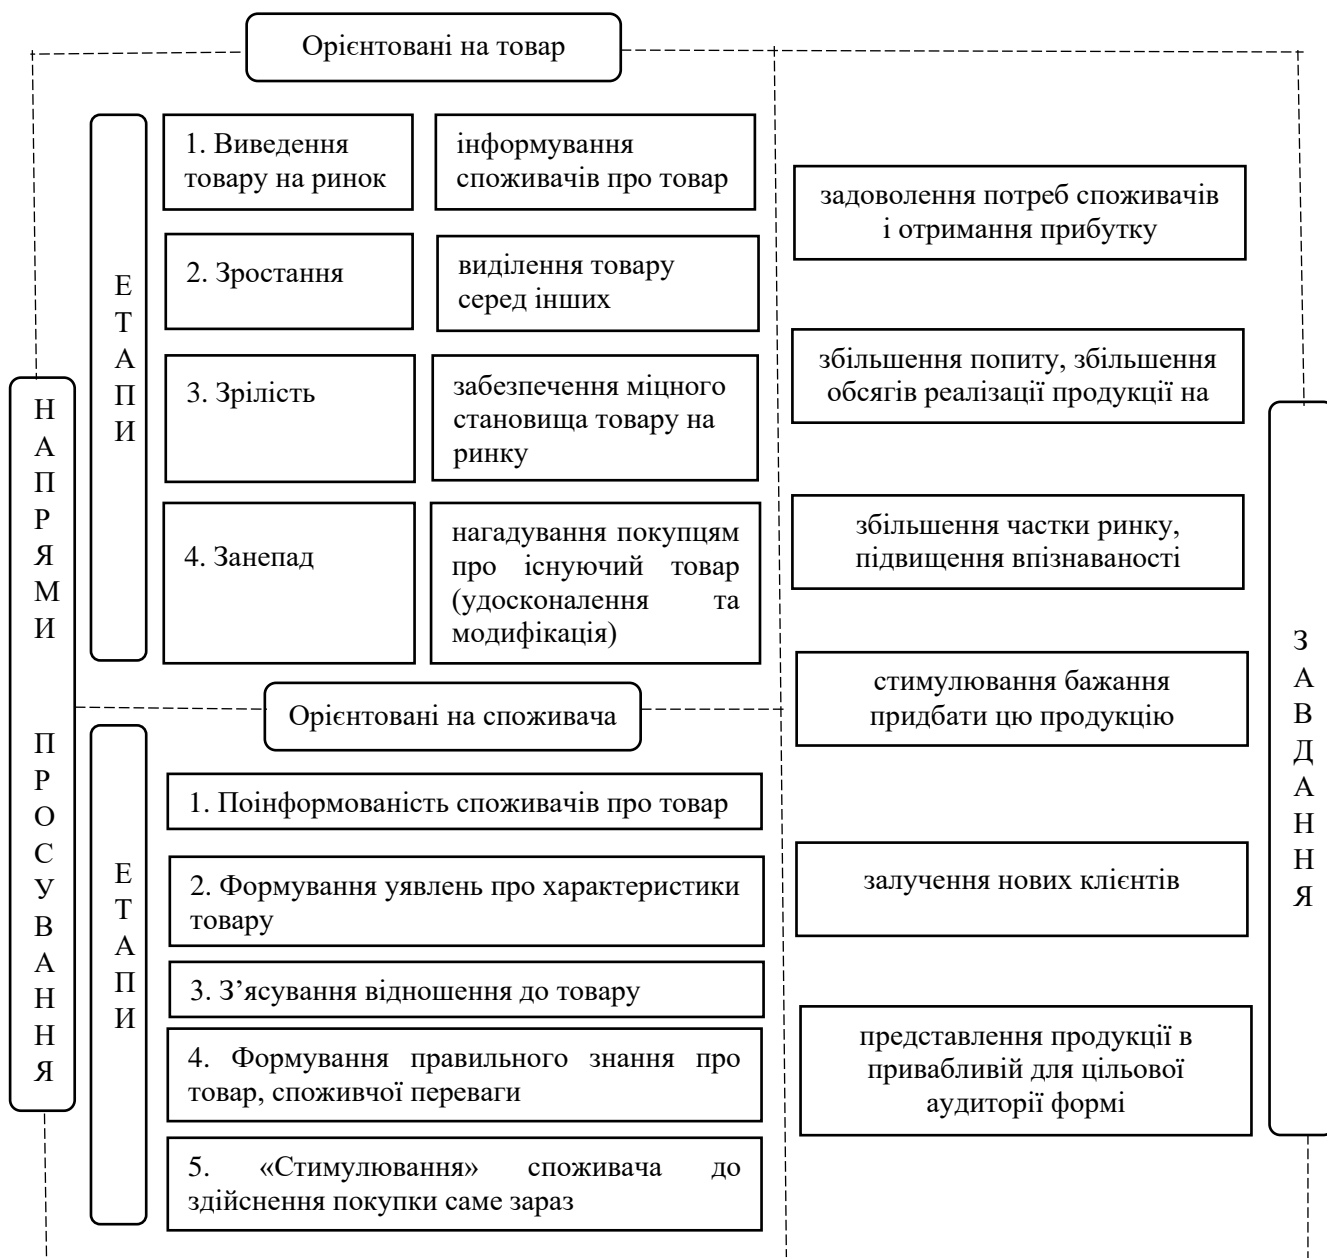 Орієнтовані на товар
НАПРЯМИ ПРОСУВАННЯ
ЕТАПИ
1. Виведення
товару на ринок
інформування
споживачів про товар
2. Зростання
виділення товару
серед інших
3. Зрілість
забезпечення міцного
становища товару на
ринку
4. Занепад
нагадування покупцям
про існуючий товар
(удосконалення та
модифікація)
Орієнтовані на споживача
ЕТАПИ
1. Поінформованість споживачів про товар
2. Формування уявлень про характеристики
товару
3. З’ясування відношення до товару
4. Формування правильного знання про
товар, споживчої переваги
5. «Стимулювання» споживача до
здійснення покупки саме зараз
задоволення потреб споживачів
і отримання прибутку
збільшення попиту, збільшення
обсягів реалізації продукції на
збільшення частки ринку,
підвищення впізнаваності
стимулювання бажання
придбати цю продукцію
залучення нових клієнтів
представлення продукції в
привабливій для цільової
аудиторії формі
ЗАВДАННЯ